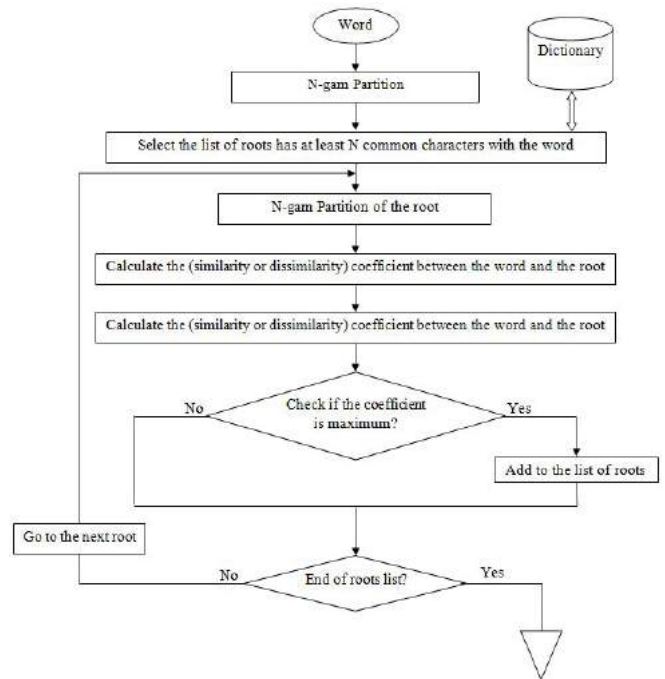 Word
Dictionary
N-gam Partition
Select the list of roots has at least N common characters with the word
N-gam Partition of the root
Calculate the (similarity or dissimilarity) coefficient between the word and the root
Calculate the (similarity or dissimilarity) coefficient between the word and the root
No
Check if the coefficient
is maximum?
Yes
Add to the list of roots
Go to the next root
No
End of roots list?
Yes